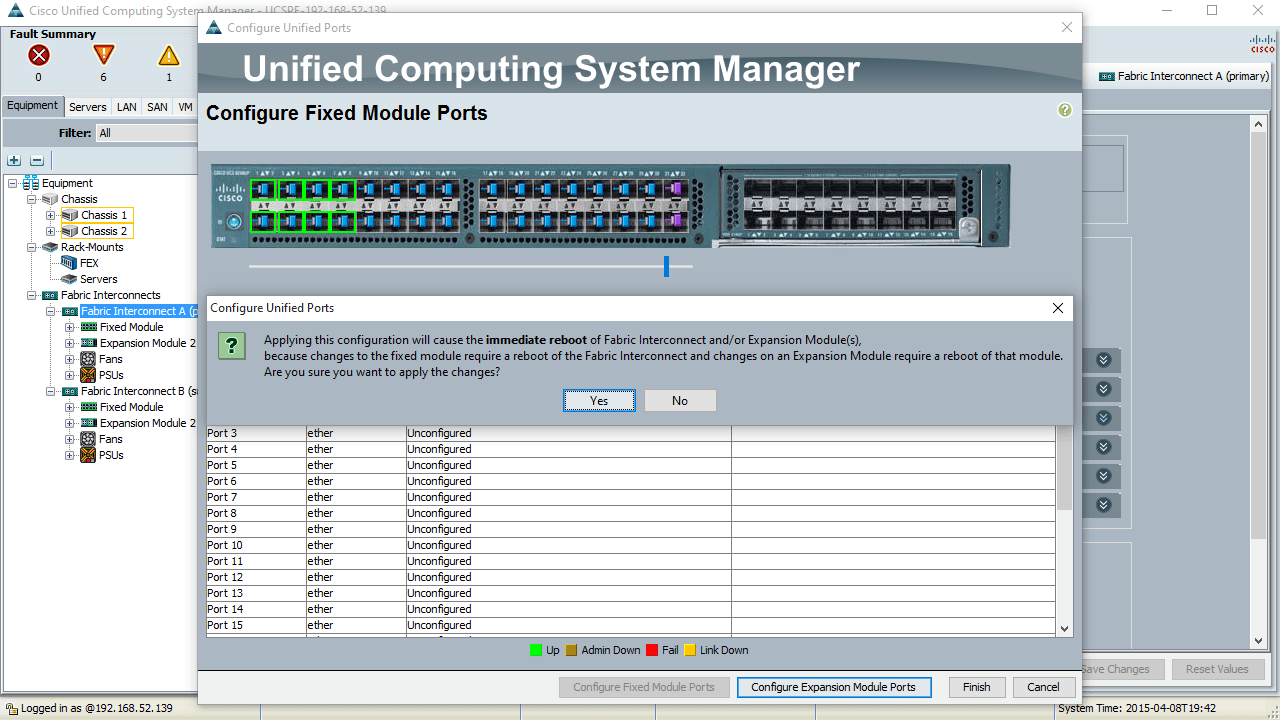 Cisco Unified Computing System Manager - UCSPE-192-168-52-139
Fault Summary
0 6 1
Equipment Servers LAN SAN VM
Filter: All
Equipment
Chassis
Chassis 1
Chassis 2
Rack-Mounts
FEX
Servers
Fabric Interconnects
Fabric Interconnect A (p
Fixed Module
Expansion Module 2
Fans
PSUs
Fabric Interconnect B (s
Fixed Module
Expansion Module 2
Fans
PSUs
Configure Unified Ports
Unified Computing System Manager
Configure Fixed Module Ports
CISCO
Configure Unified Ports
Applying this configuration will cause the immediate reboot of Fabric Interconnect and/or Expansion Module(s),
because changes to the fixed module require a reboot of the Fabric Interconnect and changes on an Expansion Module require a reboot of that module.
Are you sure you want to apply the changes?
Yes No
Port 3 ether Unconfigured
Port 4 ether Unconfigured
Port 5 ether Unconfigured
Port 6 ether Unconfigured
Port 7 ether Unconfigured
Port 8 ether Unconfigured
Port 9 ether Unconfigured
Port 10 ether Unconfigured
Port 11 ether Unconfigured
Port 12 ether Unconfigured
Port 13 ether Unconfigured
Port 14 ether Unconfigured
Port 15 ether Unconfigured
Up Admin Down Fail Link Down
Configure Fixed Module Ports Configure Expansion Module Ports Finish Cancel
CISCO
Fabric Interconnect A (primary)
Save Changes Reset Values
Logged in as @192.168.52.139
System Time: 2015-04-08T19:42